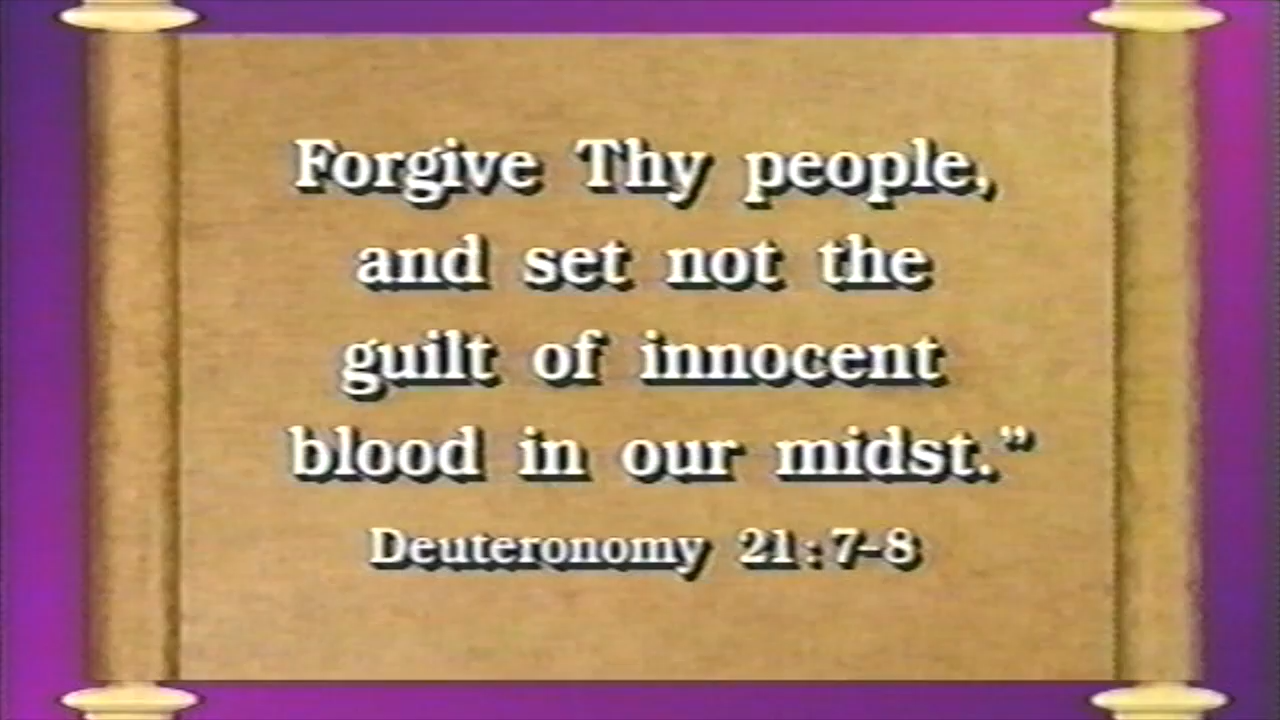 Forgive Thy people,
and set not the
guilt of innocent
blood in our midst.”
Deuteronomy 21:7-8